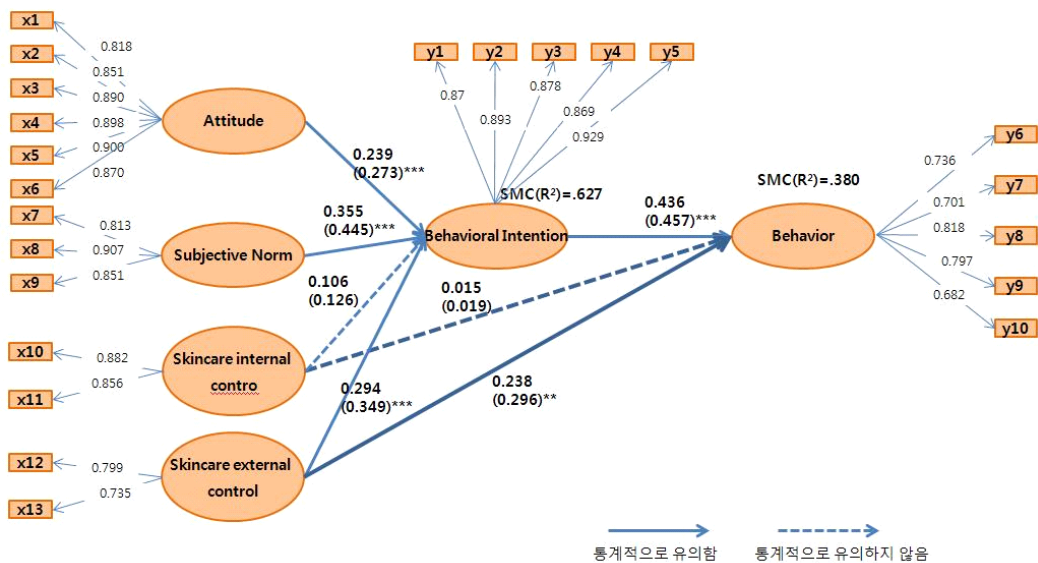 x1
x2
x3
x4
x5
x6
x7
x8
x9
x10
x11
x12
x13
0.818
0.851
0.890
0.898
0.900
0.870
0.813
0.907
0.851
0.882
0.856
0.799
0.735
Attitude
Subjective Norm
Skincare internal
contro
Skincare external
control
0.239
(0.273)***
0.355
(0.445)***
0.106
(0.126)
0.294
(0.349)***
y1
y2
y3
y4
y5
0.87
0.893
0.878
0.869
0.929
SMC(R²)=.627
Behavioral Intention
0.436
(0.457)***
0.015
(0.019)
0.238
(0.296)**
SMC(R²)=.380
Behavior
0.736
0.701
0.818
0.797
0.682
y6
y7
y8
y9
y10
통계적으로 유의함
통계적으로 유의하지 않음